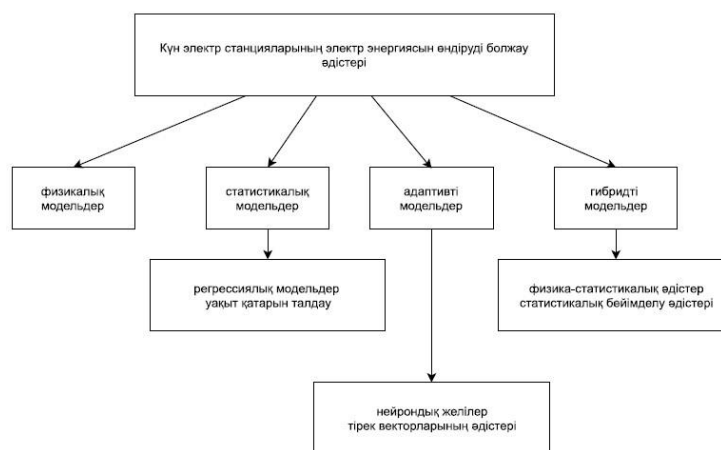 Күн электр станцияларының электр энергиясын өндіруді болжау
әдістері
физикалық
модельдер
статистикалық
модельдер
адаптивті
модельдер
гибридті
модельдер
регрессиялық модельдер
уақыт қатарын талдау
физика-статистикалық әдістер
статистикалық бейімделу әдістері
нейрондық желілер
тірек векторларының әдістері